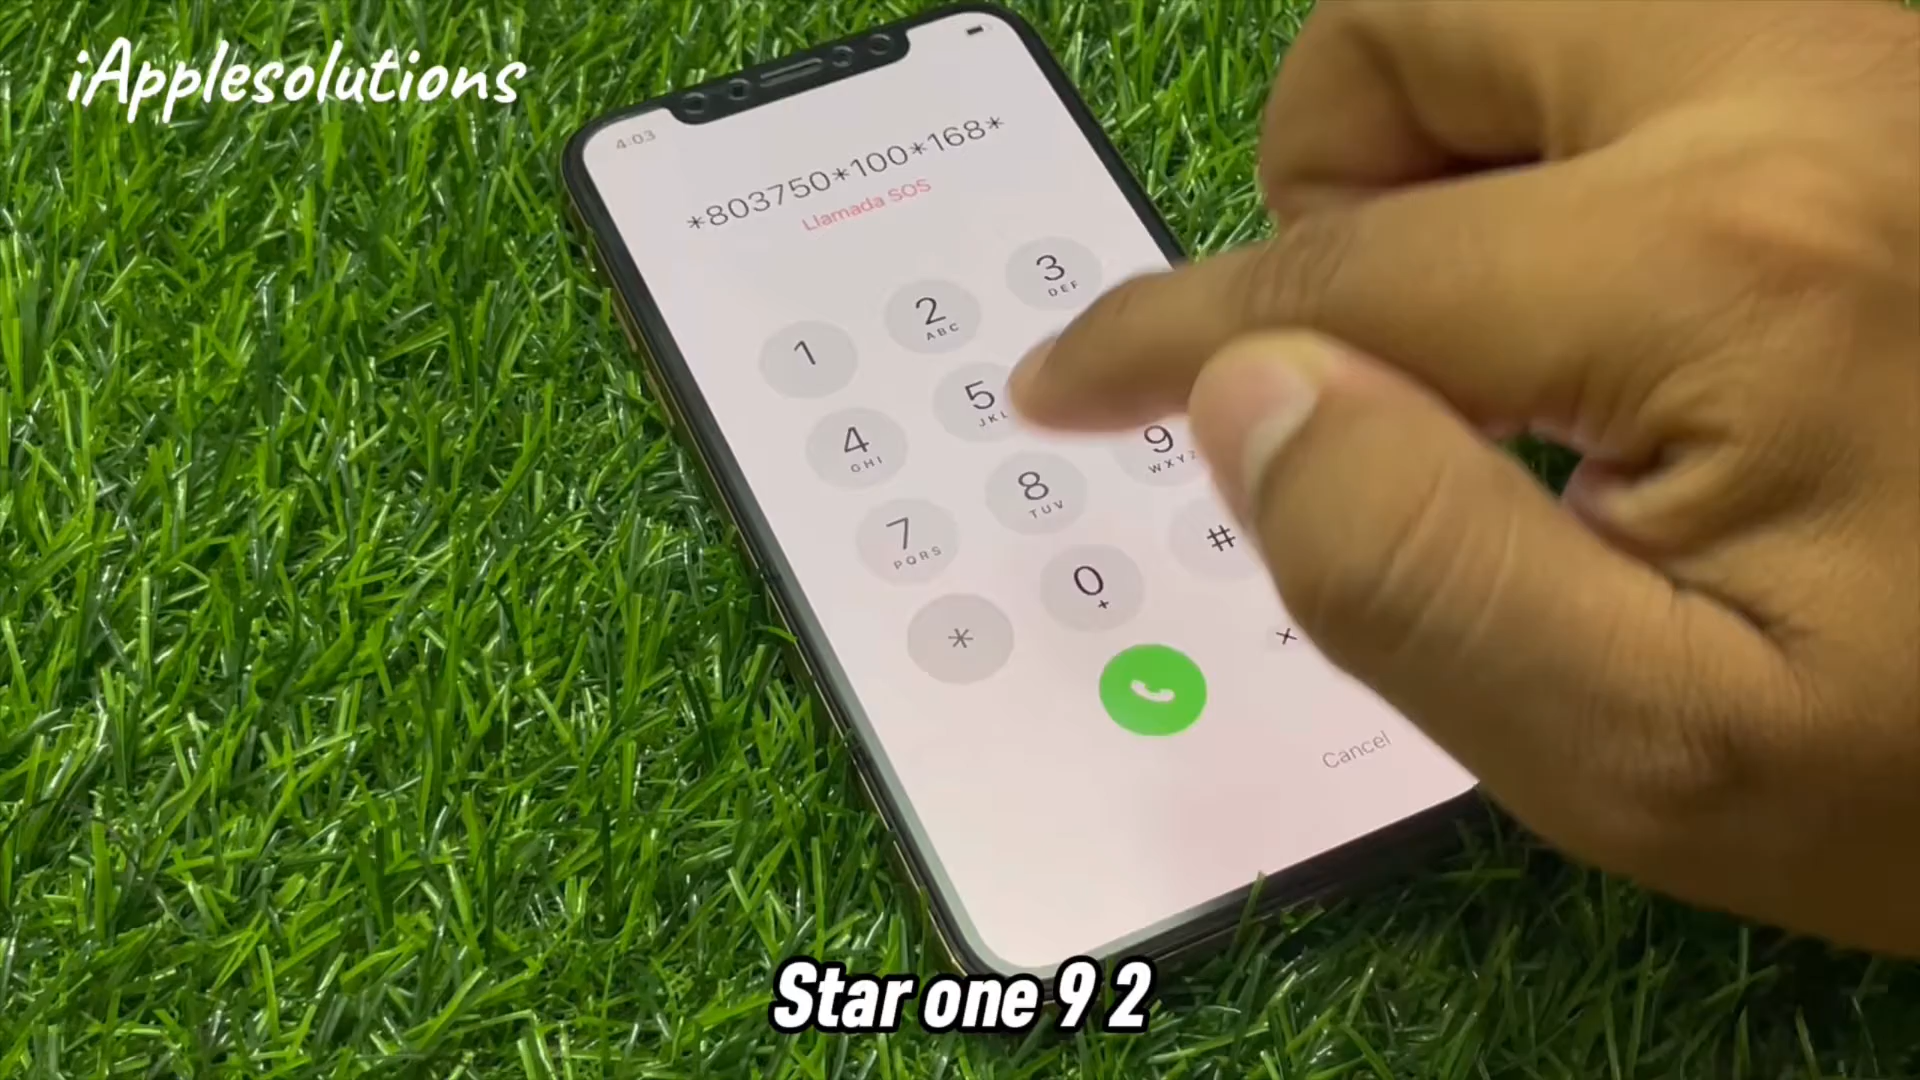 iApplesolutions
4:03
*803750*100*168*
Llamada SOS
1
2
ABC
3
DEF
4
GHI
5
JKL
7
PQRS
8
TUV
9
WXYZ
*
0
+
#
×
Cancel
Star one 9 2